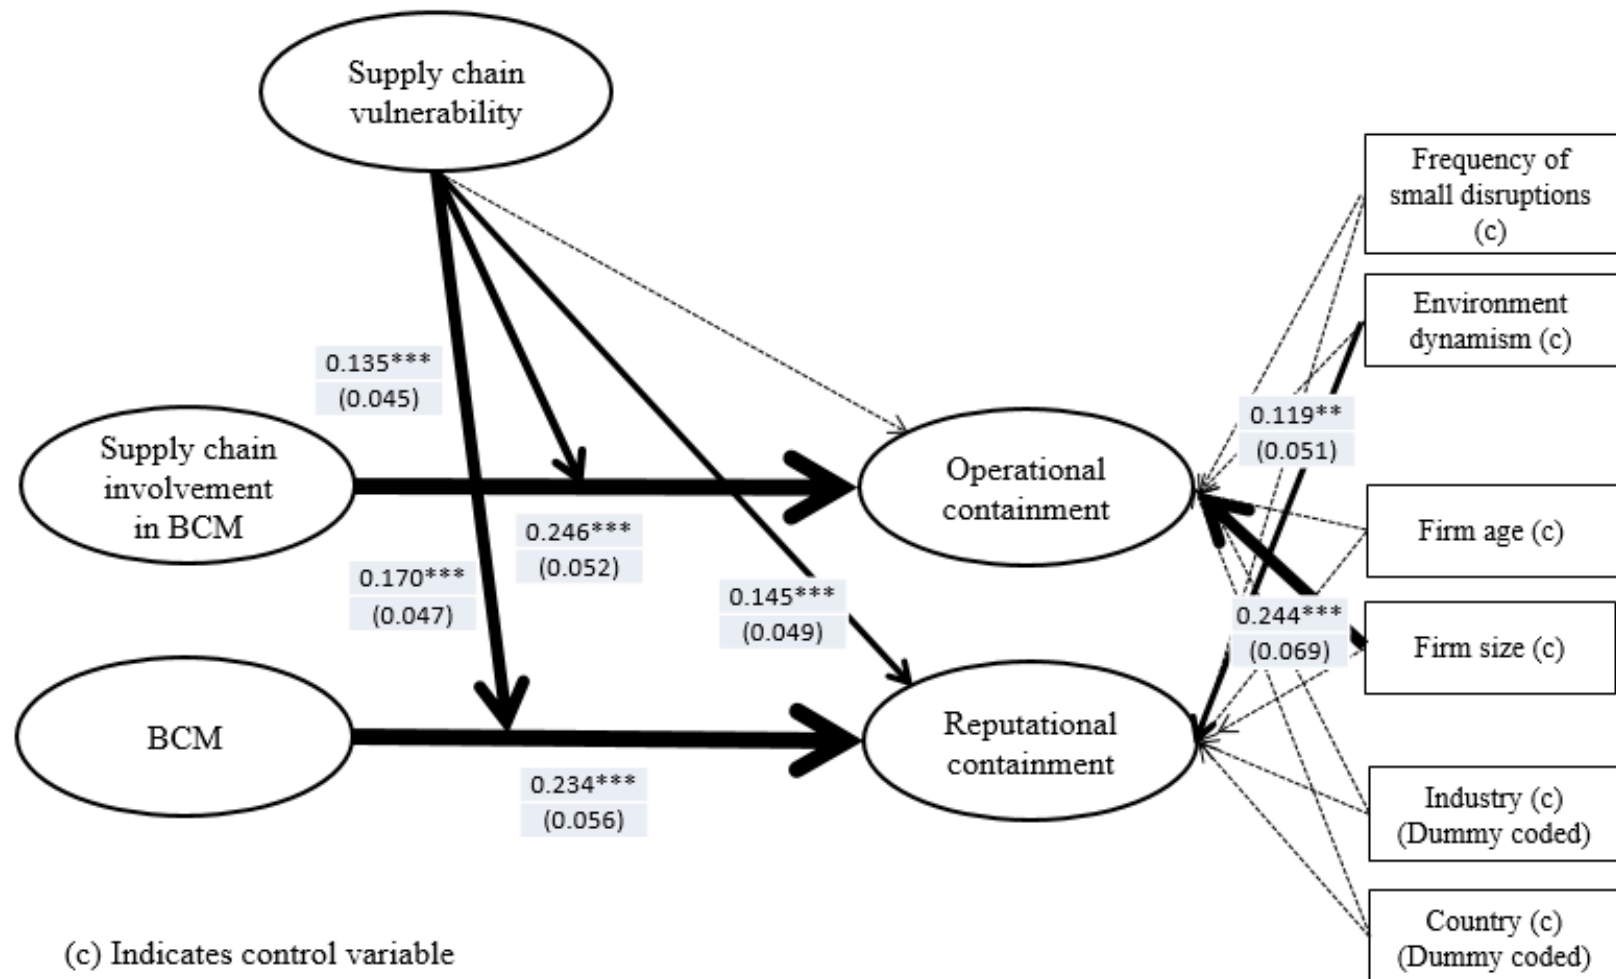 Supply chain
vulnerability
Frequency of
small disruptions
(c)
Environment
dynamism (c)
0.135***
(0.045)
0.119**
(0.051)
Supply chain
involvement
in BCM
Operational
containment
0.246***
(0.052)
Firm age (c)
0.170***
(0.047)
0.145***
(0.049)
0.244***
(0.069)
Firm size (c)
BCM
Reputational
containment
0.234***
(0.056)
Industry (c)
(Dummy coded)
Country (c)
(Dummy coded)
(c) Indicates control variable